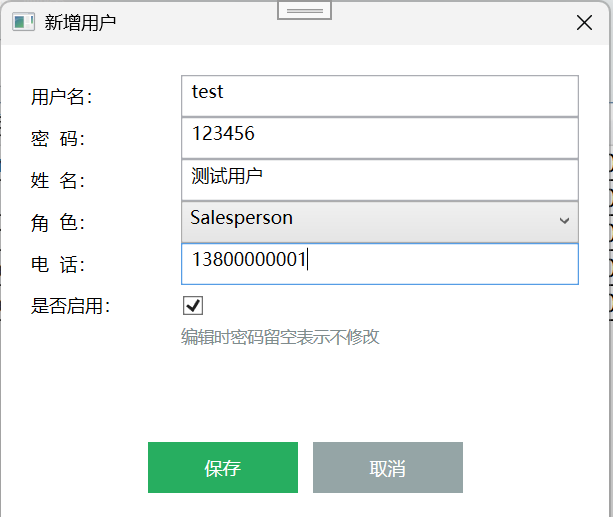 新增用户
用户名： test
密 码： 123456
姓 名： 测试用户
角 色： Salesperson
电 话： 13800000001
是否启用：
编辑时密码留空表示不修改
保存 取消